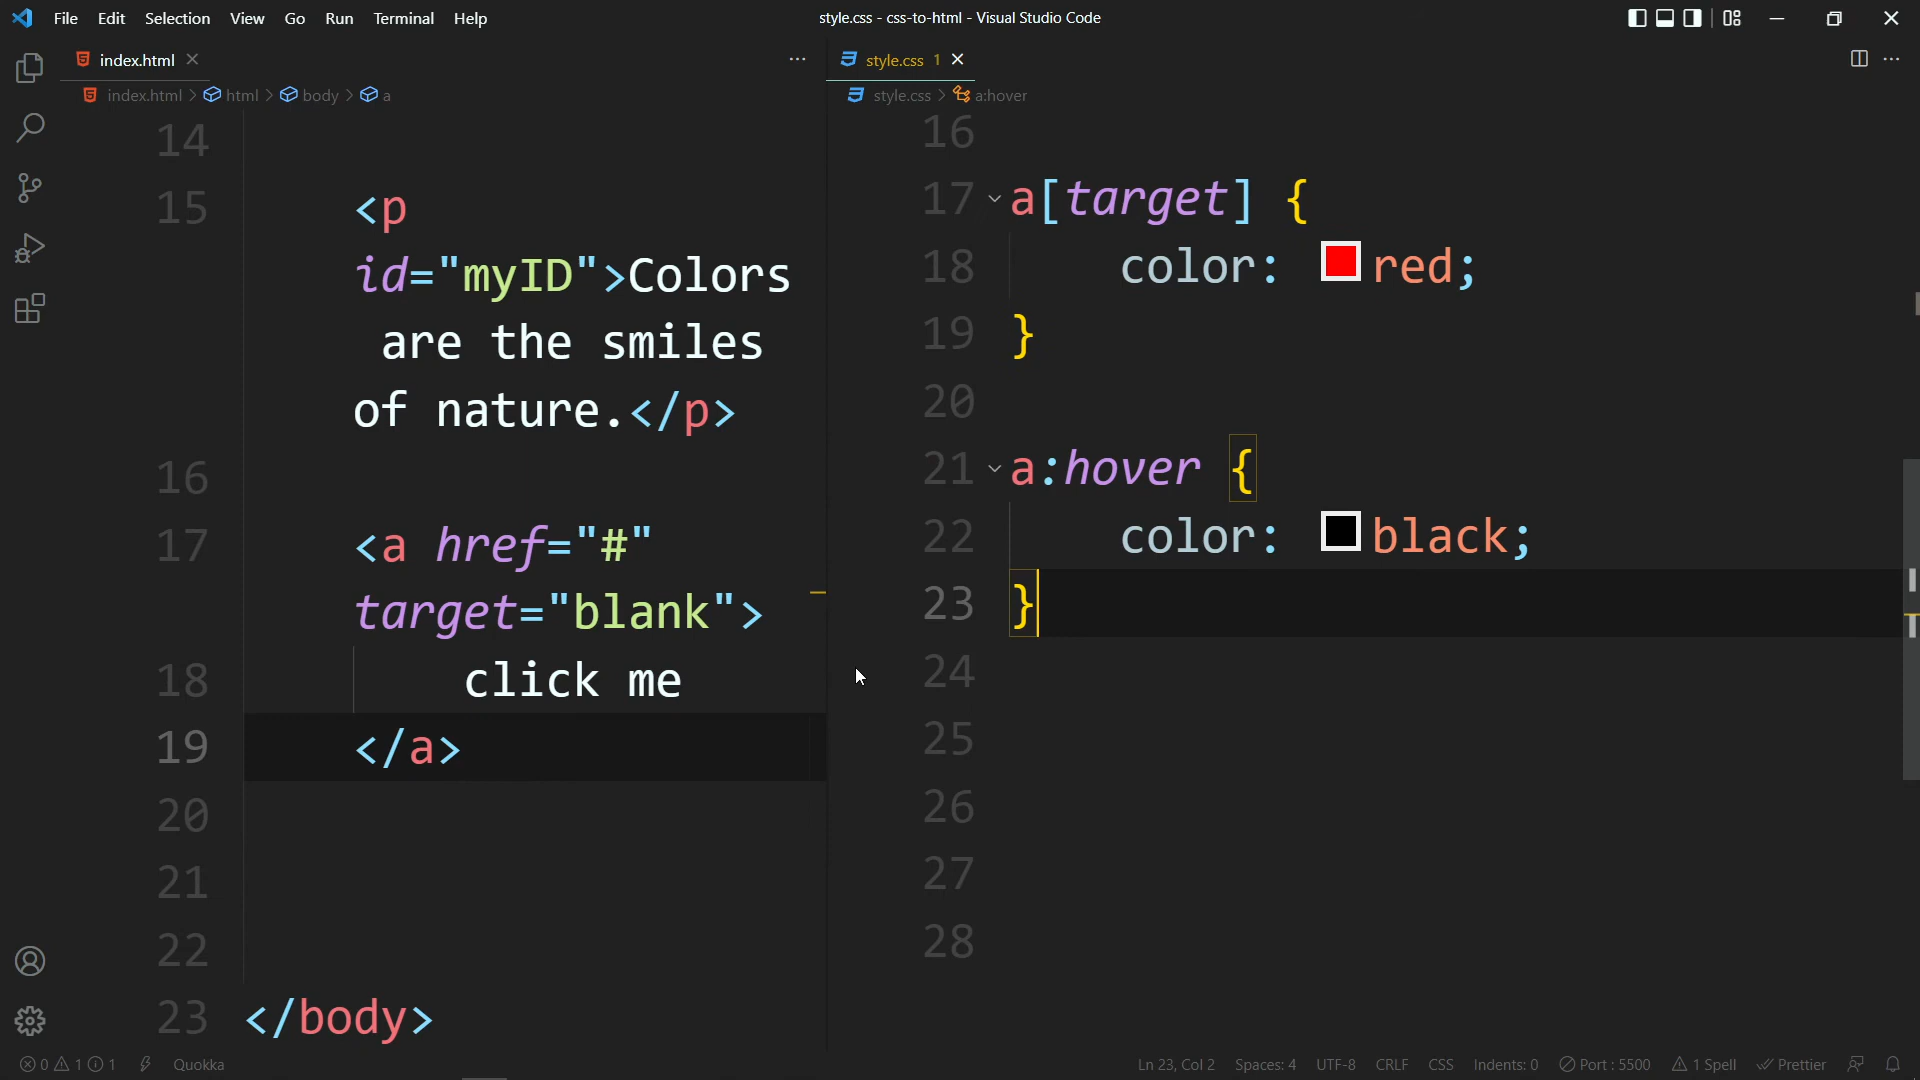 File Edit Selection View Go Run Terminal Help
style.css - css-to-html - Visual Studio Code
index.html
index.html > html > body > a
14
15 <p
id="myID">Colors
are the smiles
of nature.</p>
16
17 <a href="#"
target="blank">
18 click me
19 </a>
20
21
22
23 </body>
style.css 1
style.css > a:hover
16
17 a[target] {
18 color: red;
19 }
20
21 a:hover {
22 color: black;
23 }
24
25
26
27
28
0 1 1 Quokka
Ln 23, Col 2 Spaces: 4 UTF-8 CRLF CSS Indents: 0 Port : 5500 1 Spell Prettier